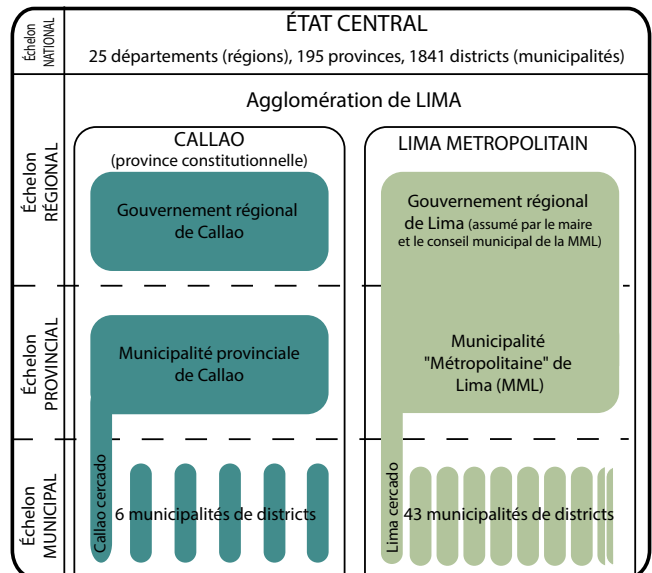 Échelon
NATIONAL
ÉTAT CENTRAL
25 départements (régions), 195 provinces, 1841 districts (municipalités)
Agglomération de LIMA
Échelon
RÉGIONAL
CALLAO
(province constitutionnelle)
Gouvernement régional
de Callao
LIMA METROPOLITAIN
Gouvernement régional
de Lima (assumé par le maire
et le conseil municipal de la MML)
Échelon
PROVINCIAL
Municipalité provinciale
de Callao
Municipalité
"Métropolitaine" de
Lima (MML)
Échelon
MUNICIPAL
Callao cercado
6 municipalités de districts
Lima cercado
43 municipalités de districts